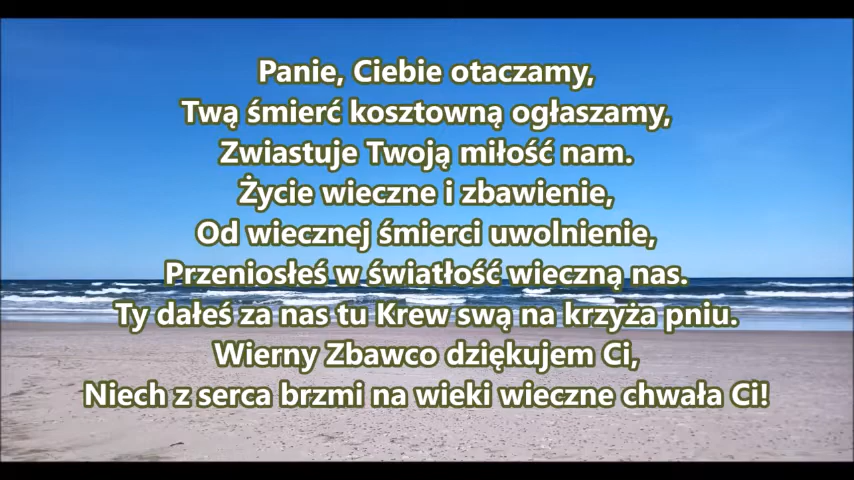 Panie, Ciebie otaczamy,
Twą śmierć kosztowną ogłaszamy,
Zwiastuje Twoją miłość nam.
Życie wieczne i zbawienie,
Od wiecznej śmierci uwolnienie,
Przeniosłeś w światłość wieczną nas.
Ty dałeś za nas tu Krew swą na krzyża pniu.
Wierny Zbawco dziękujem Ci,
Niech z serca brzmi na wieki wieczne chwała Ci!